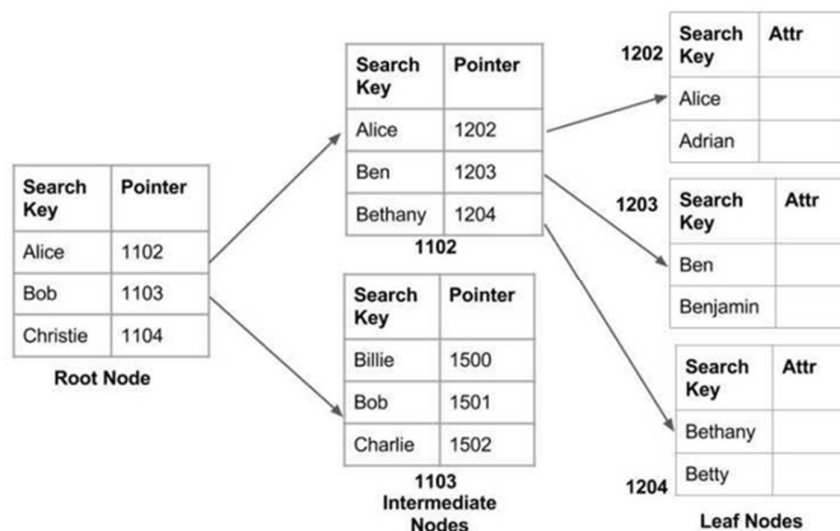 Search Key Pointer
Alice 1102
Bob 1103
Christie 1104
Root Node
Search Key Pointer
Alice 1202
Ben 1203
Bethany 1204
1102
Search Key Pointer
Billie 1500
Bob 1501
Charlie 1502
1103
Intermediate
Nodes
1202
Search Key Attr
Alice
Adrian
1203
Search Key Attr
Ben
Benjamin
Search Key Attr
Bethany
Betty
1204
Leaf Nodes